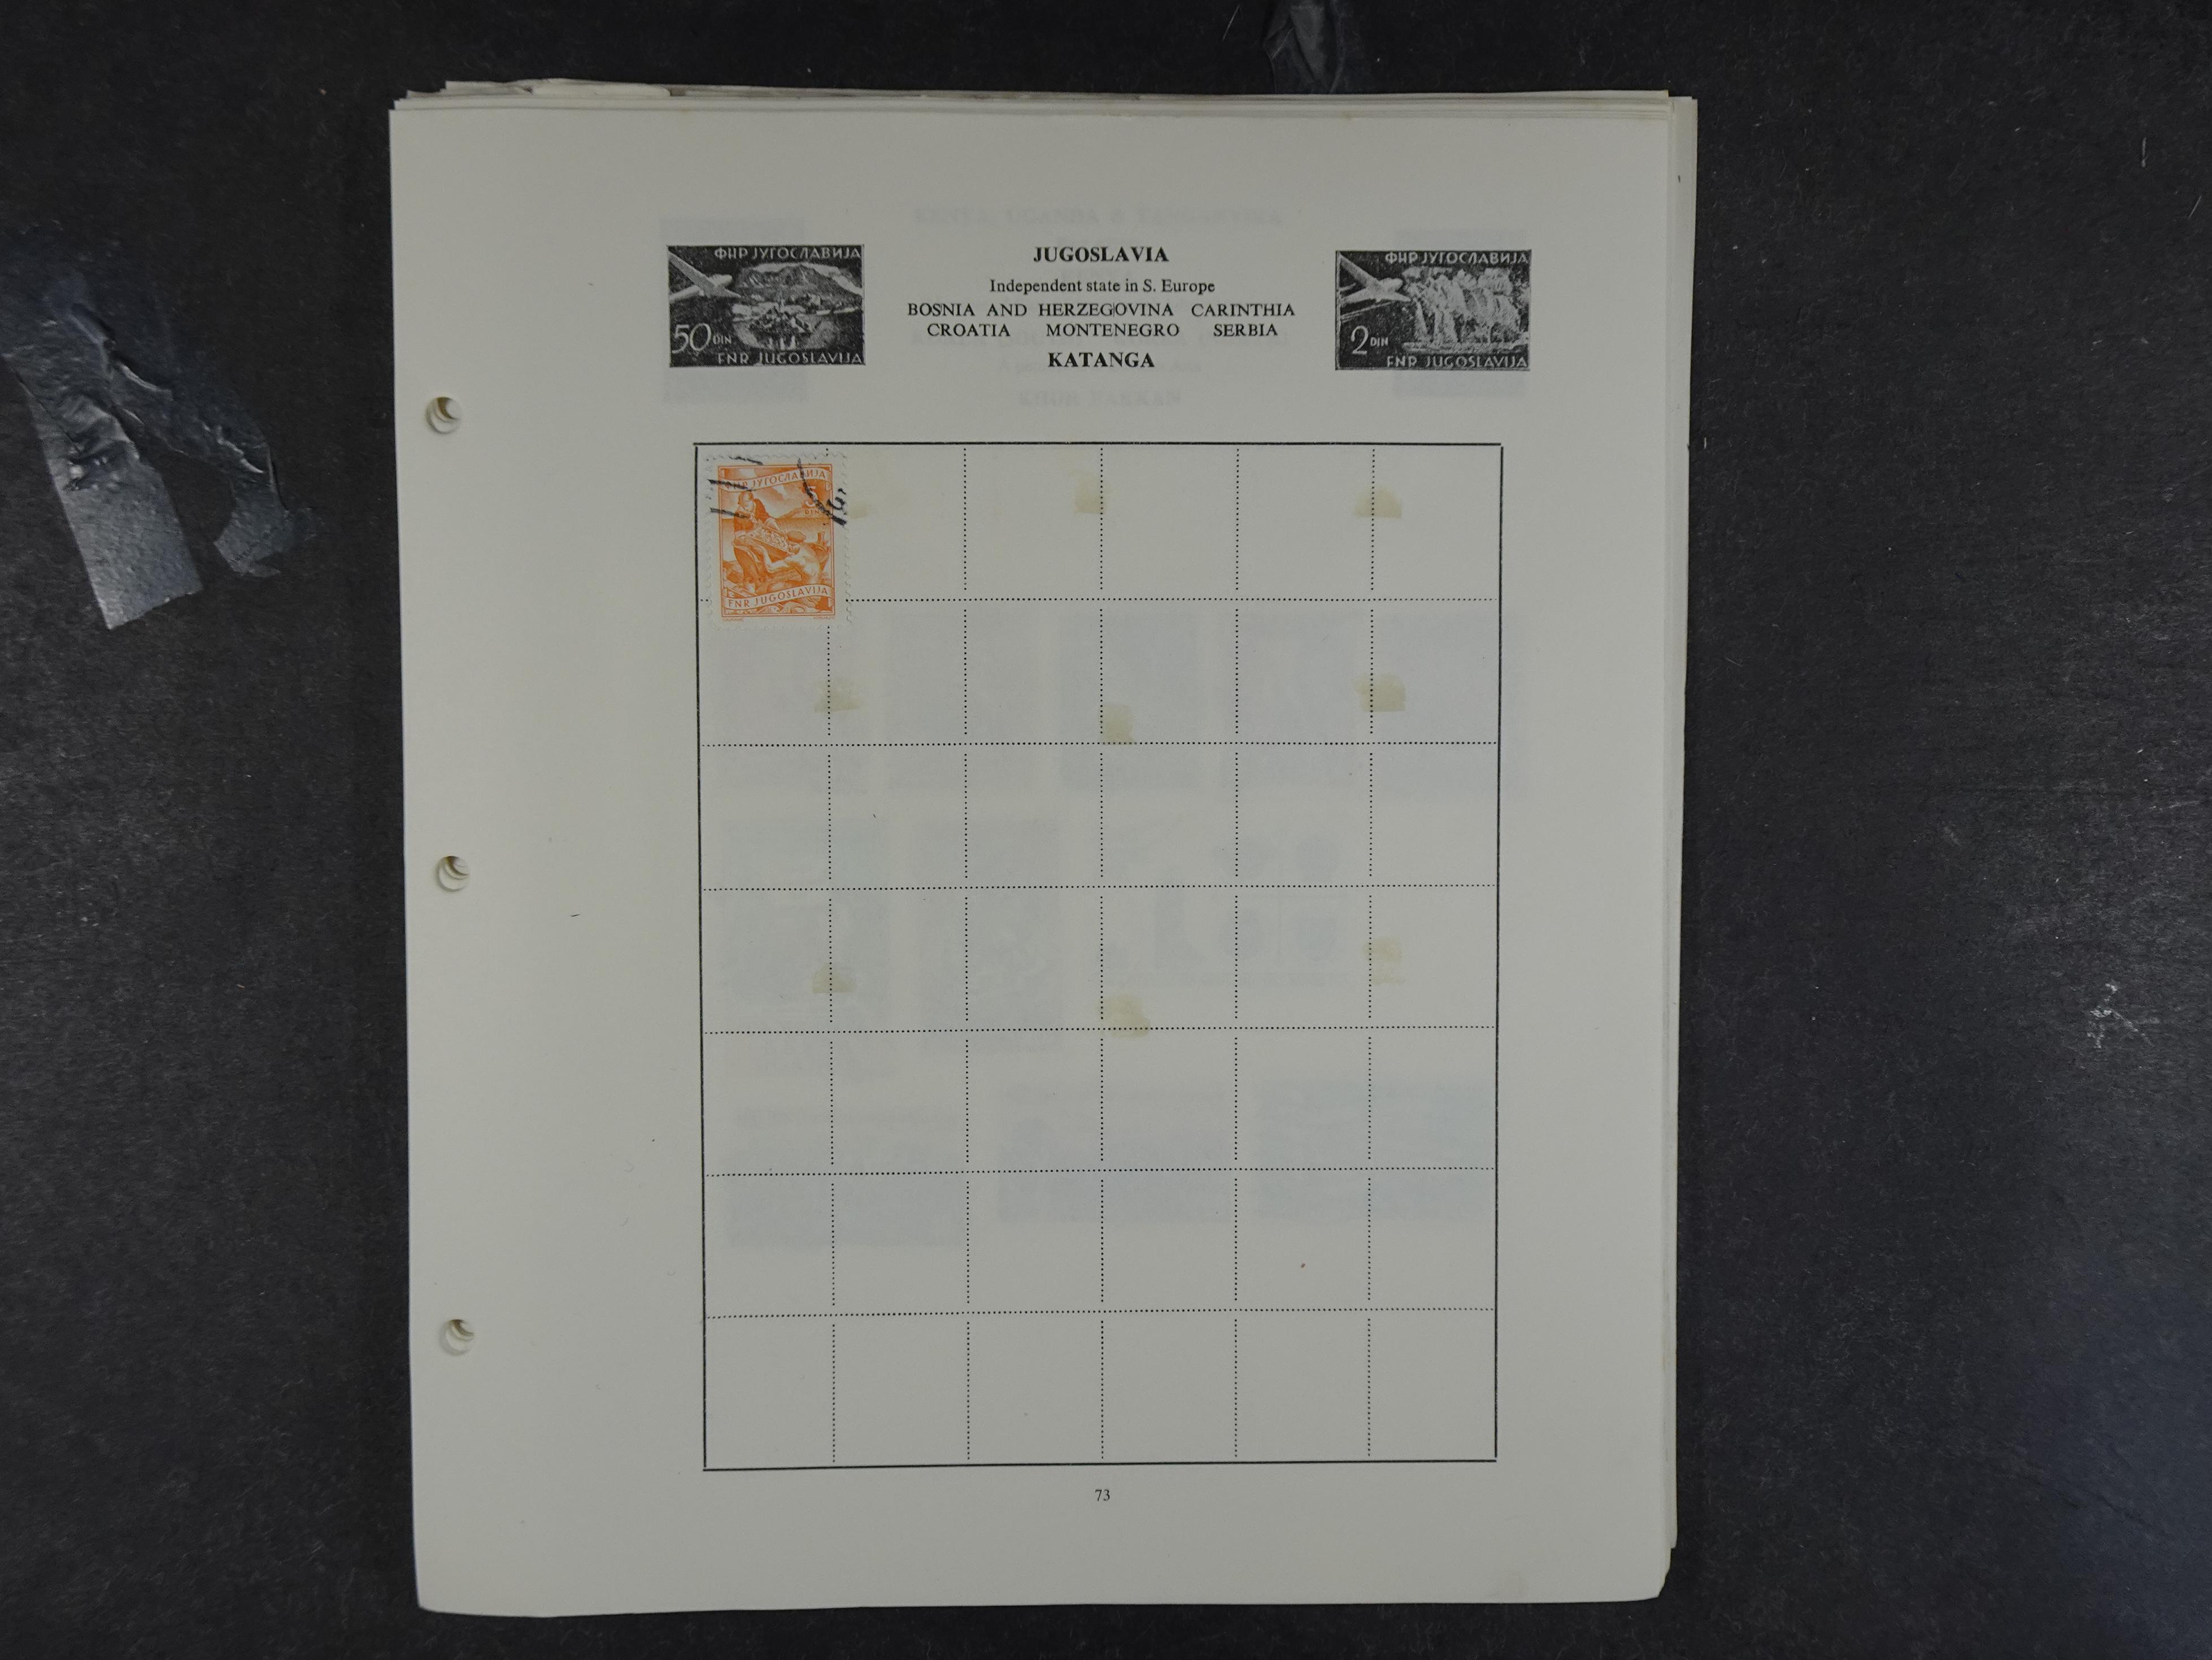 ФНР ЈУГОСЛАВИЈА
50 DIN
FNR JUGOSLAVIJA
JUGOSLAVIA
Independent state in S. Europe
BOSNIA AND HERZEGOVINA CARINTHIA
CROATIA MONTENEGRO SERBIA
KATANGA
ФНР ЈУГОСЛАВИЈА
2 DIN
FNR JUGOSLAVIJA
ФНР ЈУГОСЛАВИЈА
DIN
FNR JUGOSLAVIJA
73